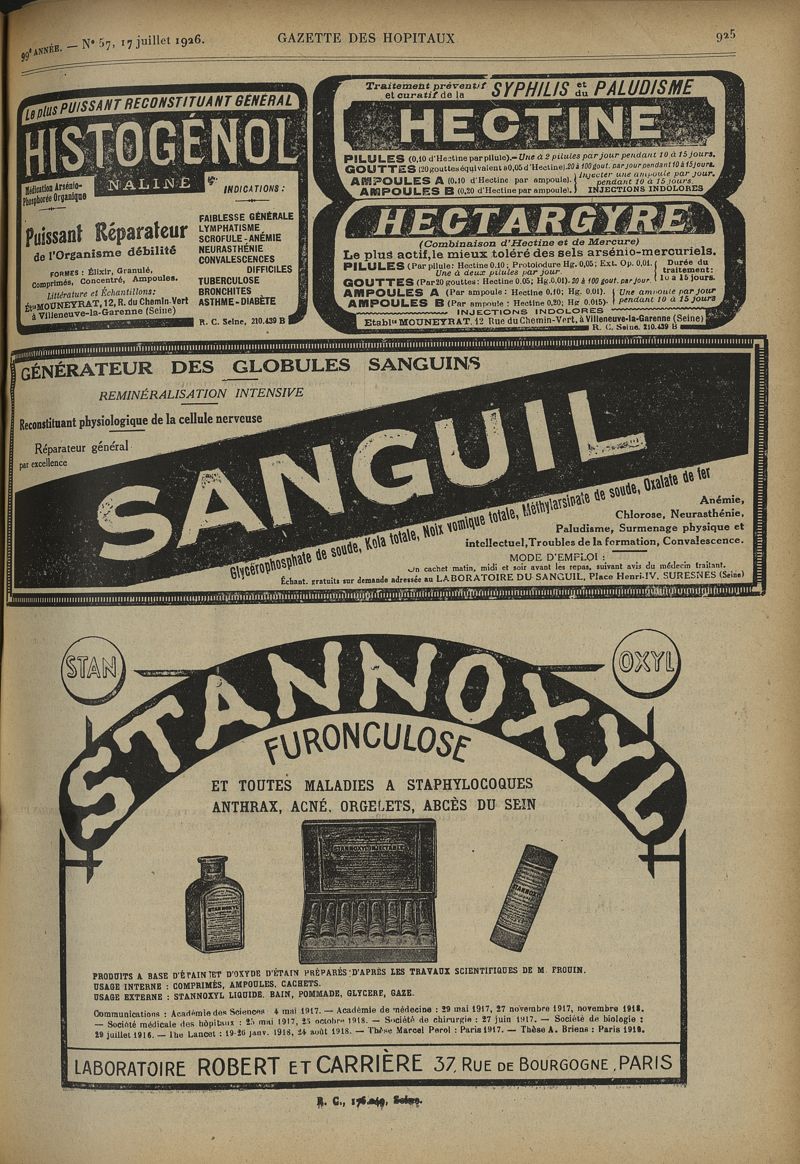 99e ANNÉE. — N° 57, 17 juillet 1926.
GAZETTE DES HOPITAUX
925
Le plus PUISSANT RECONSTITUANT GÉNÉRAL
HISTOGÉNOL
Médication Arsénio-
Phosphorée Organique
NALINE
INDICATIONS :
Puissant Réparateur
de l'Organisme débilité
FORMES : Élixir, Granulé,
Comprimés, Concentré, Ampoules.
Littérature et Échantillons:
Éts MOUNEYRAT, 12, R. du Chemin-Vert
à Villeneuve-la-Garenne (Seine)
FAIBLESSE GÉNÉRALE
LYMPHATISME
SCROFULE - ANÉMIE
NEURASTHÉNIE
CONVALESCENCES
DIFFICILES
TUBERCULOSE
BRONCHITES
ASTHME - DIABÈTE
R. C. Seine, 210.439 B
Traitement préventif
et curatif de la SYPHILIS et du PALUDISME
HECTINE
PILULES (0,10 d'Hectine par pilule).— Une à 2 pilules par jour pendant 10 à 15 jours.
GOUTTES (20 gouttes équivalent à 0,05 d'Hectine). 20 à 100 gout. par jour pendant 10 à 15 jours.
AMPOULES A (0,10 d'Hectine par ampoule). Injecter une ampoule par jour,
pendant 10 à 15 jours.
AMPOULES B (0,20 d'Hectine par ampoule). INJECTIONS INDOLORES
HECTARGYRE
(Combinaison d'Hectine et de Mercure)
Le plus actif, le mieux toléré des sels arsénio-mercuriels.
PILULES (Par pilule: Hectine 0,10; Protoiodure Hg. 0,05; Ext. Op. 0,01.
Une à deux pilules par jour.
Durée du
traitement:
10 à 15 jours.
GOUTTES (Par 20 gouttes: Hectine 0,05; Hg. 0,01). 20 à 100 gout. par jour.
AMPOULES A (Par ampoule: Hectine 0,10; Hg. 0,01). Une ampoule par jour
AMPOULES B (Par ampoule: Hectine 0,20; Hg 0,015). pendant 10 à 15 jours
INJECTIONS INDOLORES
Etablts MOUNEYRAT, 12 Rue du Chemin-Vert, à Villeneuve-la-Garenne (Seine)
R. C. Seine, 210.439 B
GÉNÉRATEUR DES GLOBULES SANGUINS
REMINÉRALISATION INTENSIVE
Reconstituant physiologique de la cellule nerveuse
Réparateur général
par excellence
SANGUIL
Glycérophosphate de soude, Kola totale, Noix vomique totale, Méthylarsinate de soude, Oxalate de fer
Anémie,
Chlorose, Neurasthénie,
Paludisme, Surmenage physique et
intellectuel, Troubles de la formation, Convalescence.
MODE D'EMPLOI :
Un cachet matin, midi et soir avant les repas, suivant avis du médecin traitant.
Échant. gratuits sur demande adressée au LABORATOIRE DU SANGUIL, Place Henri-IV, SURESNES (Seine)
STAN
OXYL
STANNOXYL
FURONCULOSE
ET TOUTES MALADIES A STAPHYLOCOQUES
ANTHRAX, ACNÉ, ORGELETS, ABCÈS DU SEIN
STANNOXYL INJECTABLE
STANNOXYL
STANNOXYL
PRODUITS A BASE D'ÉTAIN ET D'OXYDE D'ÉTAIN PRÉPARÉS D'APRÈS LES TRAVAUX SCIENTIFIQUES DE M. FROUIN.
USAGE INTERNE : COMPRIMÉS, AMPOULES, CACHETS.
USAGE EXTERNE : STANNOXYL LIQUIDE, BAIN, POMMADE, GLYCERE, GAZE.
Communications : Académie des Sciences 4 mai 1917. — Académie de médecine : 29 mai 1917, 27 novembre 1917, novembre 1918.
— Société médicale des hôpitaux : 25 mai 1917, 25 octobre 1918. — Société de chirurgie : 27 juin 1917. — Société de biologie :
29 juillet 1916. — The Lancet : 19-26 janv. 1918, 24 août 1918. — Thèse Marcel Perol : Paris 1917. — Thèse A. Briens : Paris 1918.
LABORATOIRE ROBERT ET CARRIÈRE 37, RUE DE BOURGOGNE, PARIS
R. C., Seine.